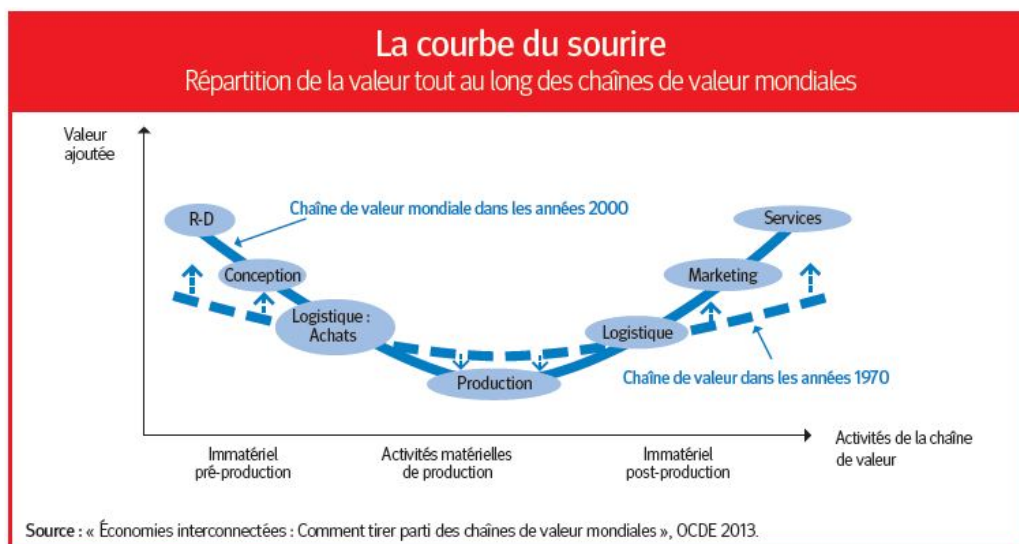 La courbe du sourire
Répartition de la valeur tout au long des chaînes de valeur mondiales
Valeur
ajoutée
R-D
Chaîne de valeur mondiale dans les années 2000
Services
Conception
Marketing
Logistique :
Achats
Logistique
Production
Chaîne de valeur dans les années 1970
Immatériel
pré-production
Activités matérielles
de production
Immatériel
post-production
Activités de la chaîne
de valeur
Source : « Économies interconnectées : Comment tirer parti des chaînes de valeur mondiales », OCDE 2013.